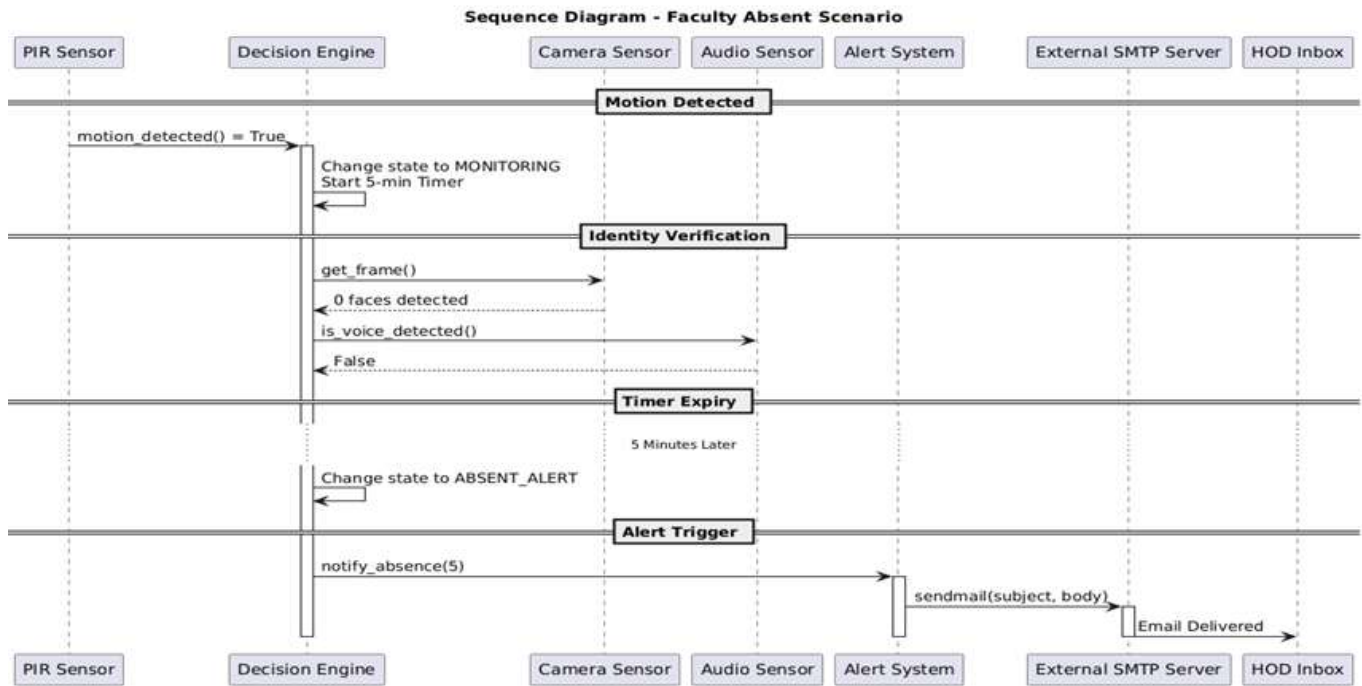 Sequence Diagram - Faculty Absent Scenario
PIR Sensor Decision Engine Camera Sensor Audio Sensor Alert System External SMTP Server HOD Inbox
Motion Detected
motion_detected() = True
Change state to MONITORING
Start 5-min Timer
Identity Verification
get_frame()
0 faces detected
is_voice_detected()
False
Timer Expiry
5 Minutes Later
Change state to ABSENT_ALERT
Alert Trigger
notify_absence(5)
sendmail(subject, body)
Email Delivered
PIR Sensor Decision Engine Camera Sensor Audio Sensor Alert System External SMTP Server HOD Inbox